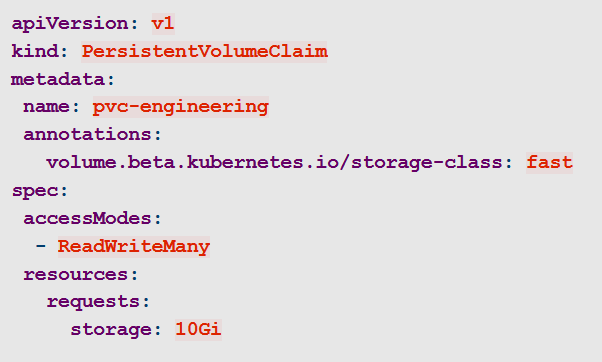 apiVersion: v1
kind: PersistentVolumeClaim
metadata:
 name: pvc-engineering
 annotations:
   volume.beta.kubernetes.io/storage-class: fast
spec:
 accessModes:
  - ReadWriteMany
 resources:
   requests:
     storage: 10Gi